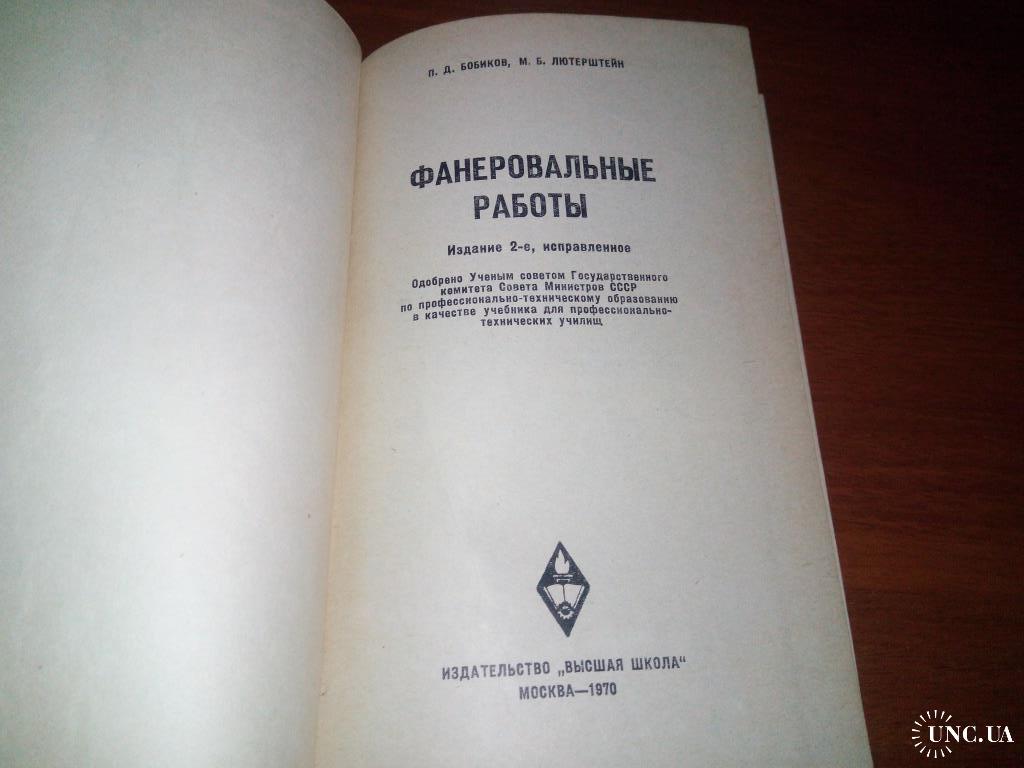 П. Д. БОБИКОВ, М. Б. ЛЮТЕРШТЕЙН
ФАНЕРОВАЛЬНЫЕ
РАБОТЫ
Издание 2-е, исправленное
Одобрено Ученым советом Государственного
комитета Совета Министров СССР
по профессионально-техническому образованию
в качестве учебника для профессионально-
технических училищ
ИЗДАТЕЛЬСТВО „ВЫСШАЯ ШКОЛА“
МОСКВА—1970
UNC.UA